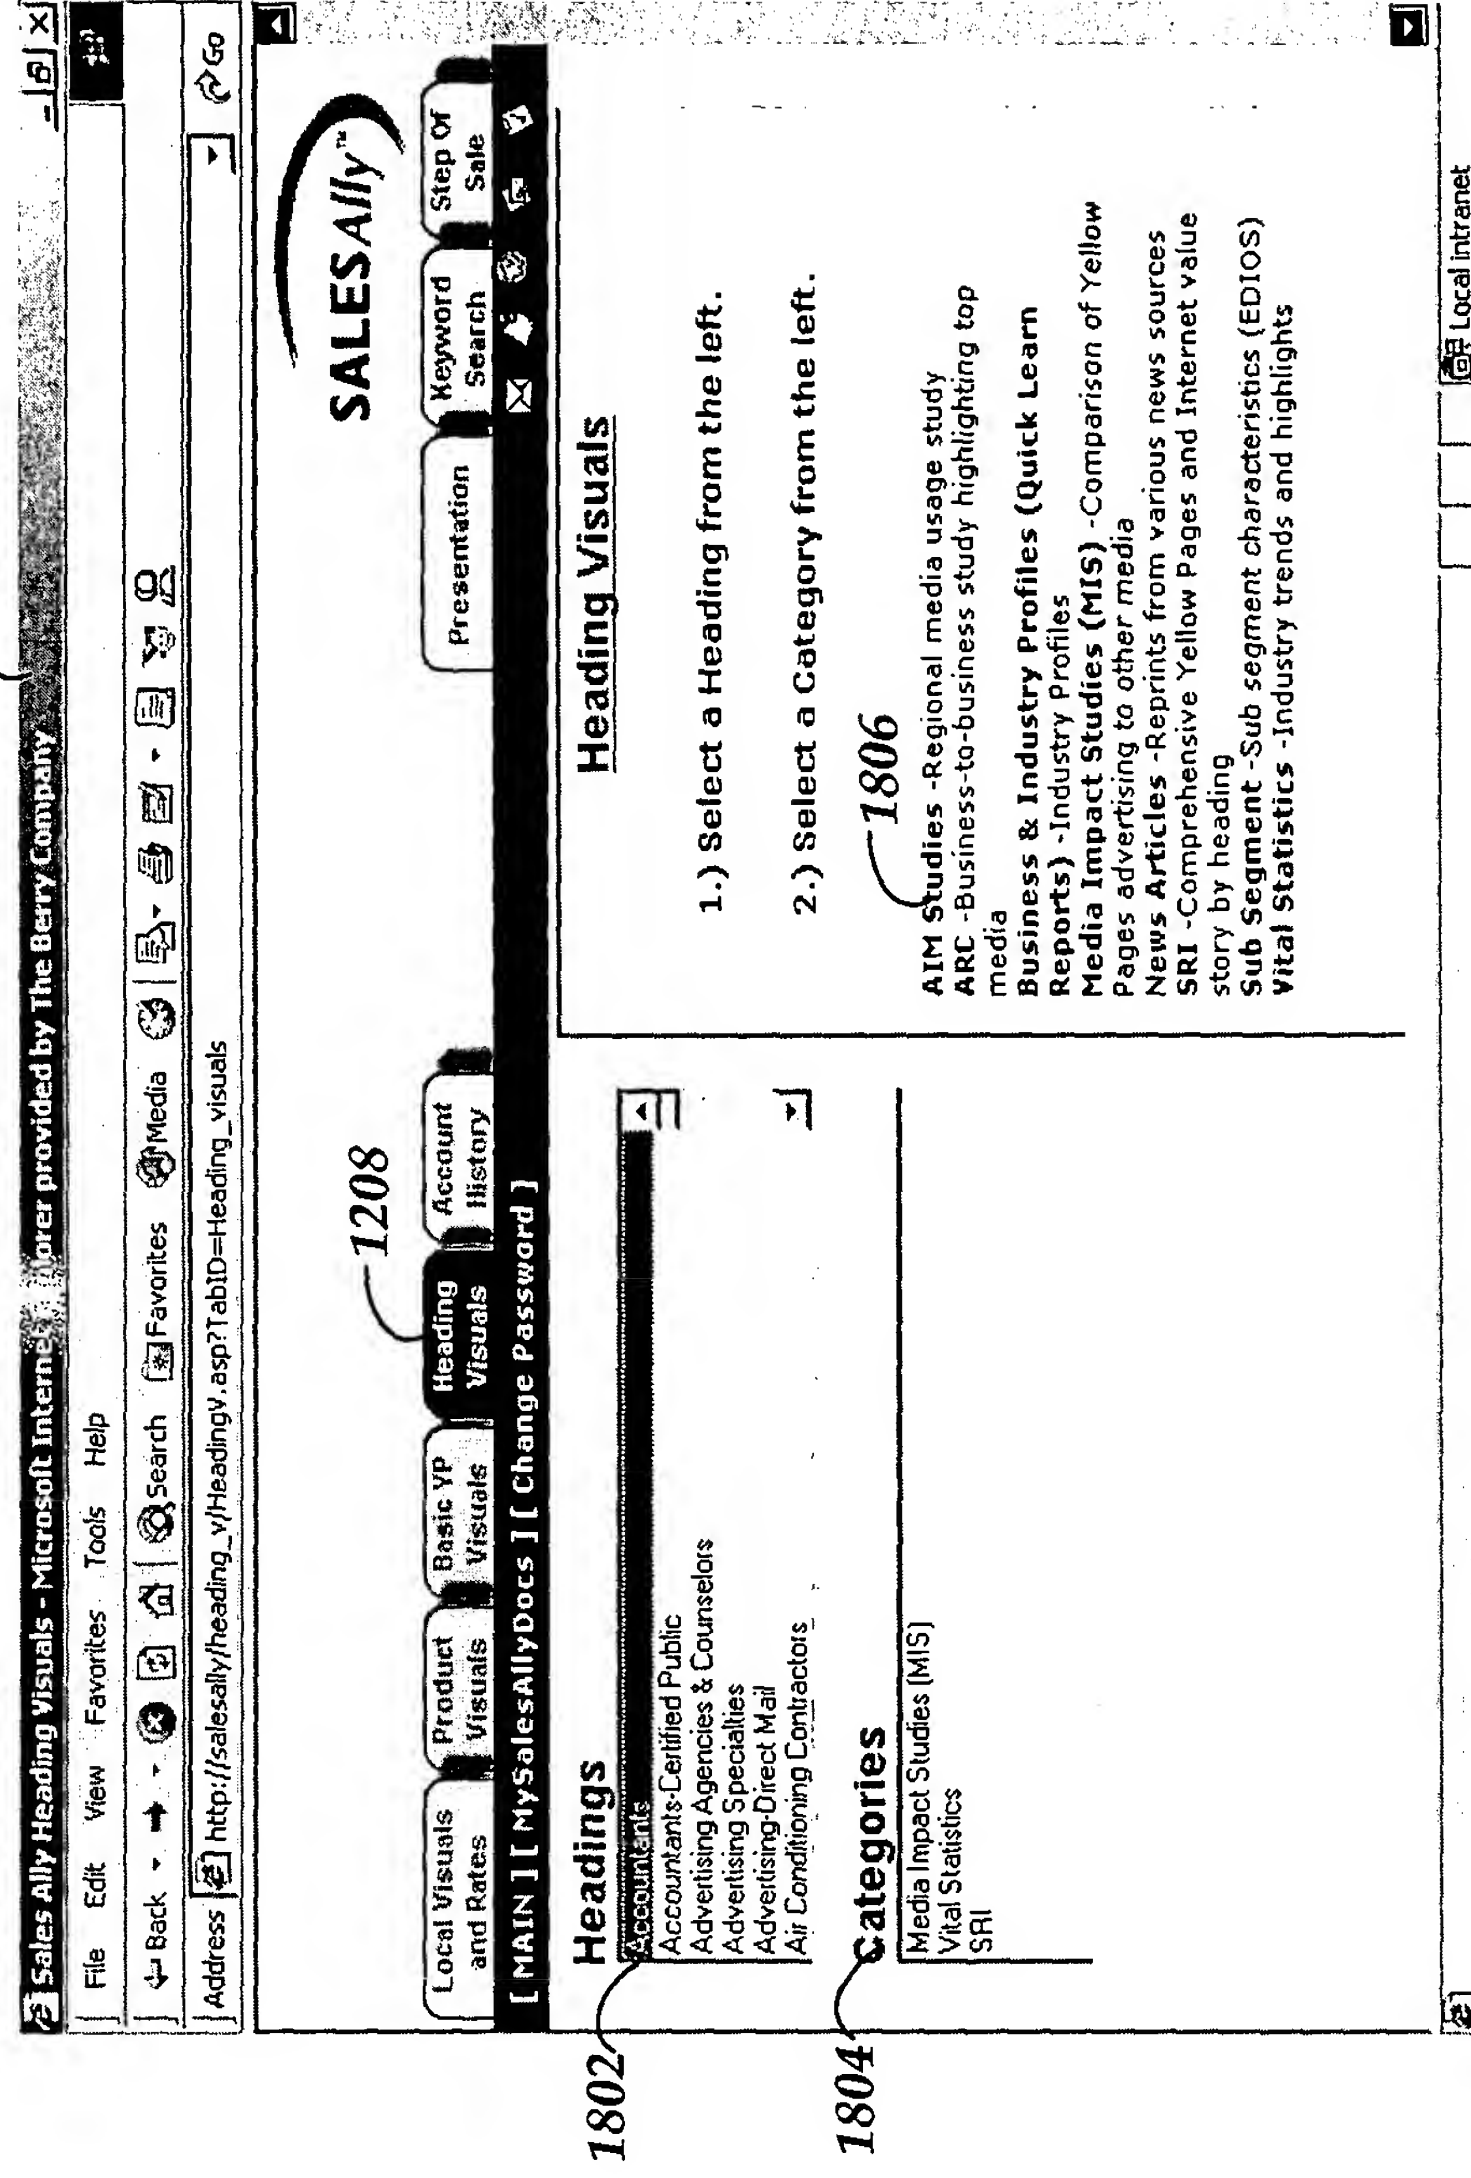 Sales Ally Heading Visuals - Microsoft Interne orer provided by The Berry Company
File Edit View Favorites Tools Help
Back Search Favorites Media
Address http://salesally/heading_v/HeadingV.asp?TabID=Heading_visuals Go
SALESAlly™
1208
Local Visuals and Rates
Product Visuals
Basic YP Visuals
Heading Visuals
Account History
Presentation
Keyword Search
Step Of Sale
[ MAIN ] [ MySalesAllyDocs ] [ Change Password ]
Headings
1802
Accountants
Accountants-Certified Public
Advertising Agencies & Counselors
Advertising Specialties
Advertising-Direct Mail
Air Conditioning Contractors
1804
Categories
Media Impact Studies (MIS)
Vital Statistics
SRI
Heading Visuals
1.) Select a Heading from the left.
2.) Select a Category from the left.
1806
AIM Studies -Regional media usage study
ARC -Business-to-business study highlighting top
media
Business & Industry Profiles (Quick Learn
Reports) -Industry Profiles
Media Impact Studies (MIS) -Comparison of Yellow
Pages advertising to other media
News Articles -Reprints from various news sources
SRI -Comprehensive Yellow Pages and Internet value
story by heading
Sub Segment -Sub segment characteristics (EDIOS)
Vital Statistics -Industry trends and highlights
Local intranet